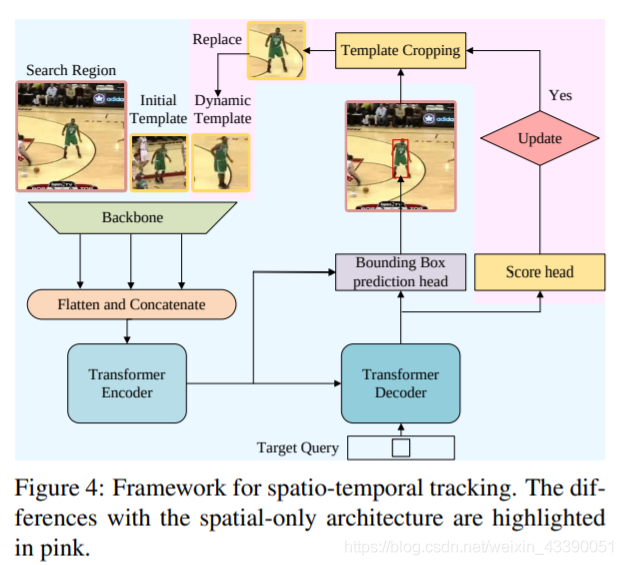 Replace
Template Cropping
Search Region
Initial
Template
Dynamic
Template
Yes
Update
adidas
Backbone
Bounding Box
prediction head
Score head
Flatten and Concatenate
Transformer
Encoder
Transformer
Decoder
Target Query
Figure 4: Framework for spatio-temporal tracking. The dif-
ferences with the spatial-only architecture are highlighted
in pink.
https://blog.csdn.net/weixin_43390051